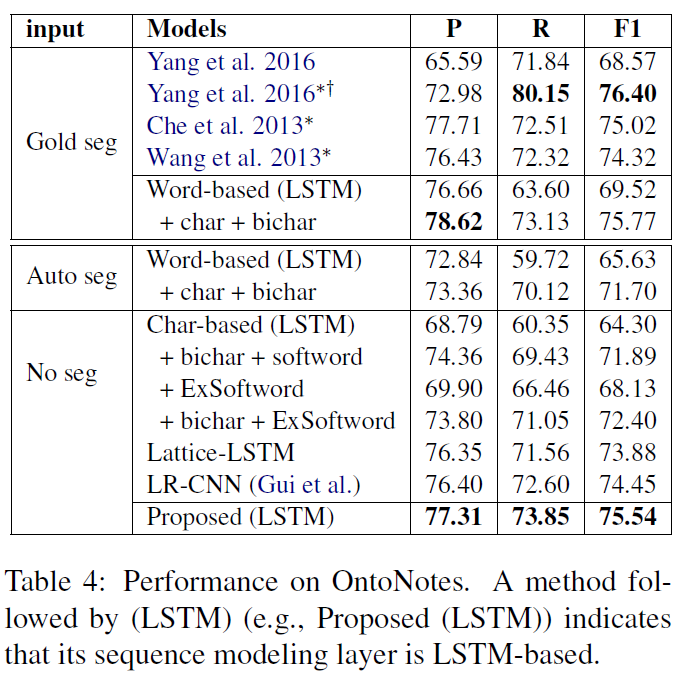 input Models P R F1
Yang et al. 2016 65.59 71.84 68.57
Yang et al. 2016*† 72.98 80.15 76.40
Gold seg Che et al. 2013* 77.71 72.51 75.02
Wang et al. 2013* 76.43 72.32 74.32
Word-based (LSTM) 76.66 63.60 69.52
+ char + bichar 78.62 73.13 75.77
Auto seg Word-based (LSTM) 72.84 59.72 65.63
+ char + bichar 73.36 70.12 71.70
Char-based (LSTM) 68.79 60.35 64.30
+ bichar + softword 74.36 69.43 71.89
No seg + ExSoftword 69.90 66.46 68.13
+ bichar + ExSoftword 73.80 71.05 72.40
Lattice-LSTM 76.35 71.56 73.88
LR-CNN (Gui et al.) 76.40 72.60 74.45
Proposed (LSTM) 77.31 73.85 75.54
Table 4: Performance on OntoNotes. A method fol-
lowed by (LSTM) (e.g., Proposed (LSTM)) indicates
that its sequence modeling layer is LSTM-based.